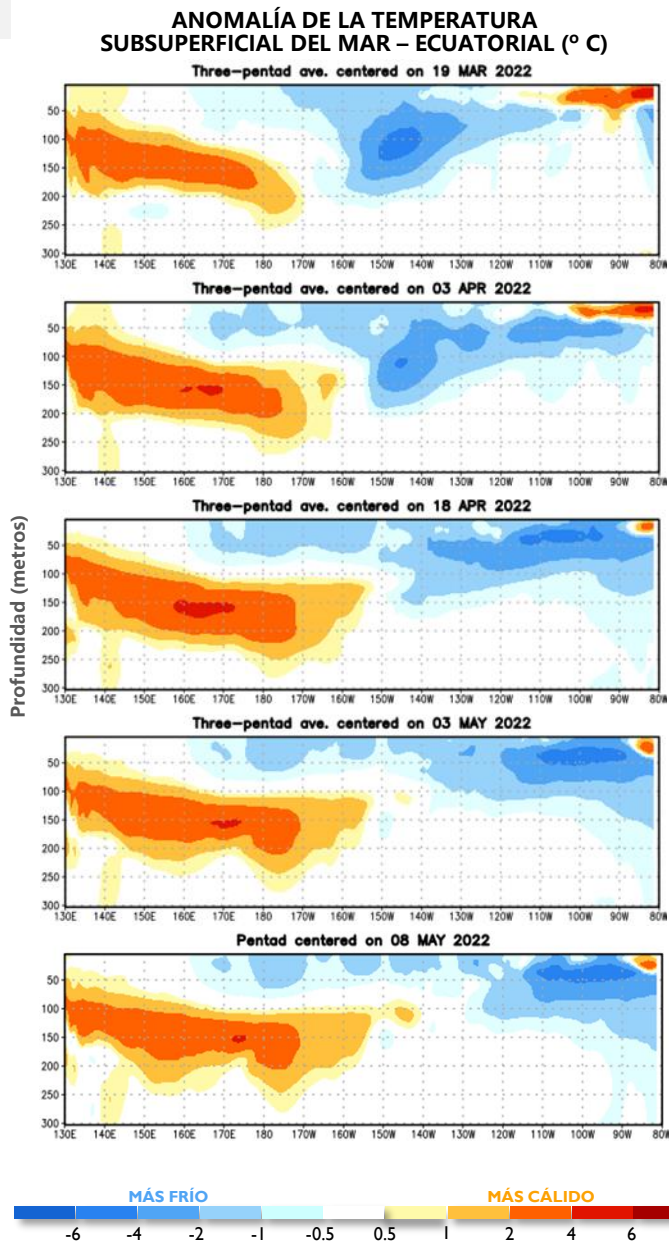 ANOMALÍA DE LA TEMPERATURA
SUBSUPERFICIAL DEL MAR – ECUATORIAL (º C)
Profundidad (metros)
Three-pentad ave. centered on 19 MAR 2022
50
100
150
200
250
300
130E 140E 150E 160E 170E 180 170W 160W 150W 140W 130W 120W 110W 100W 90W 80W
Three-pentad ave. centered on 03 APR 2022
50
100
150
200
250
300
130E 140E 150E 160E 170E 180 170W 160W 150W 140W 130W 120W 110W 100W 90W 80W
Three-pentad ave. centered on 18 APR 2022
50
100
150
200
250
300
130E 140E 150E 160E 170E 180 170W 160W 150W 140W 130W 120W 110W 100W 90W 80W
Three-pentad ave. centered on 03 MAY 2022
50
100
150
200
250
300
130E 140E 150E 160E 170E 180 170W 160W 150W 140W 130W 120W 110W 100W 90W 80W
Pentad centered on 08 MAY 2022
50
100
150
200
250
300
130E 140E 150E 160E 170E 180 170W 160W 150W 140W 130W 120W 110W 100W 90W 80W
MÁS FRÍO MÁS CÁLIDO
-6 -4 -2 -1 -0.5 0.5 1 2 4 6